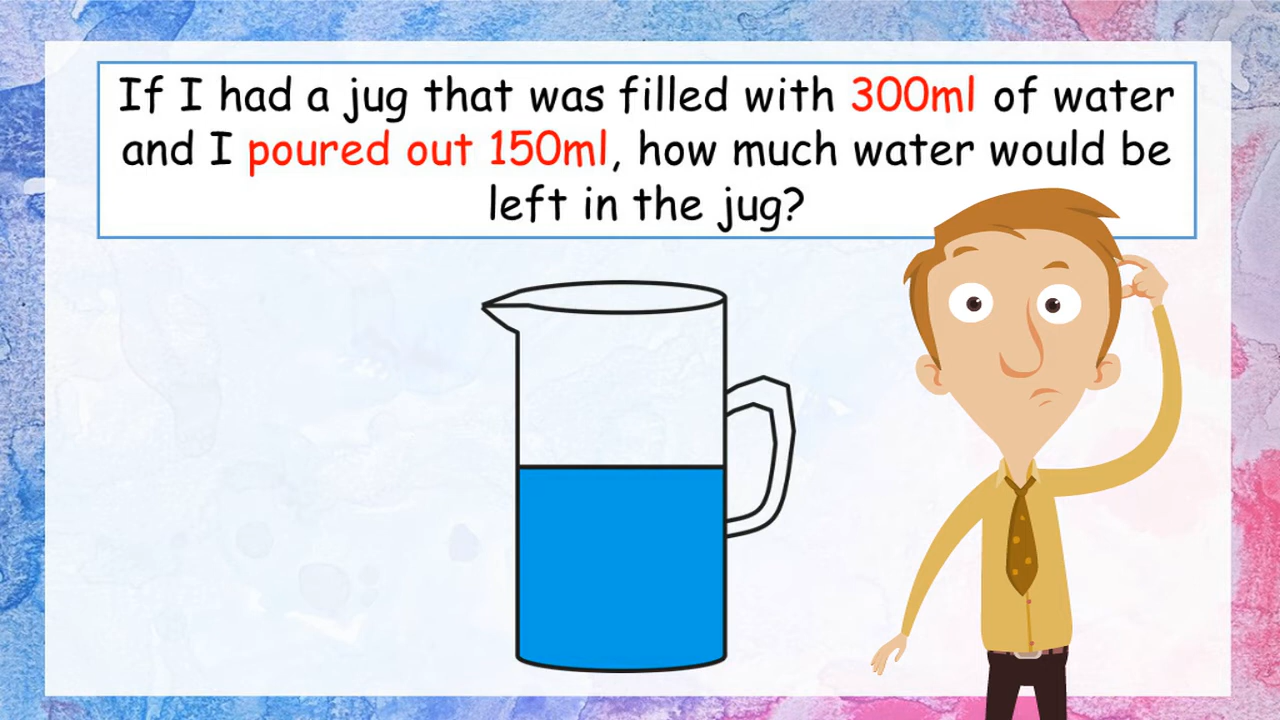 If I had a jug that was filled with 300ml of water
and I poured out 150ml, how much water would be
left in the jug?